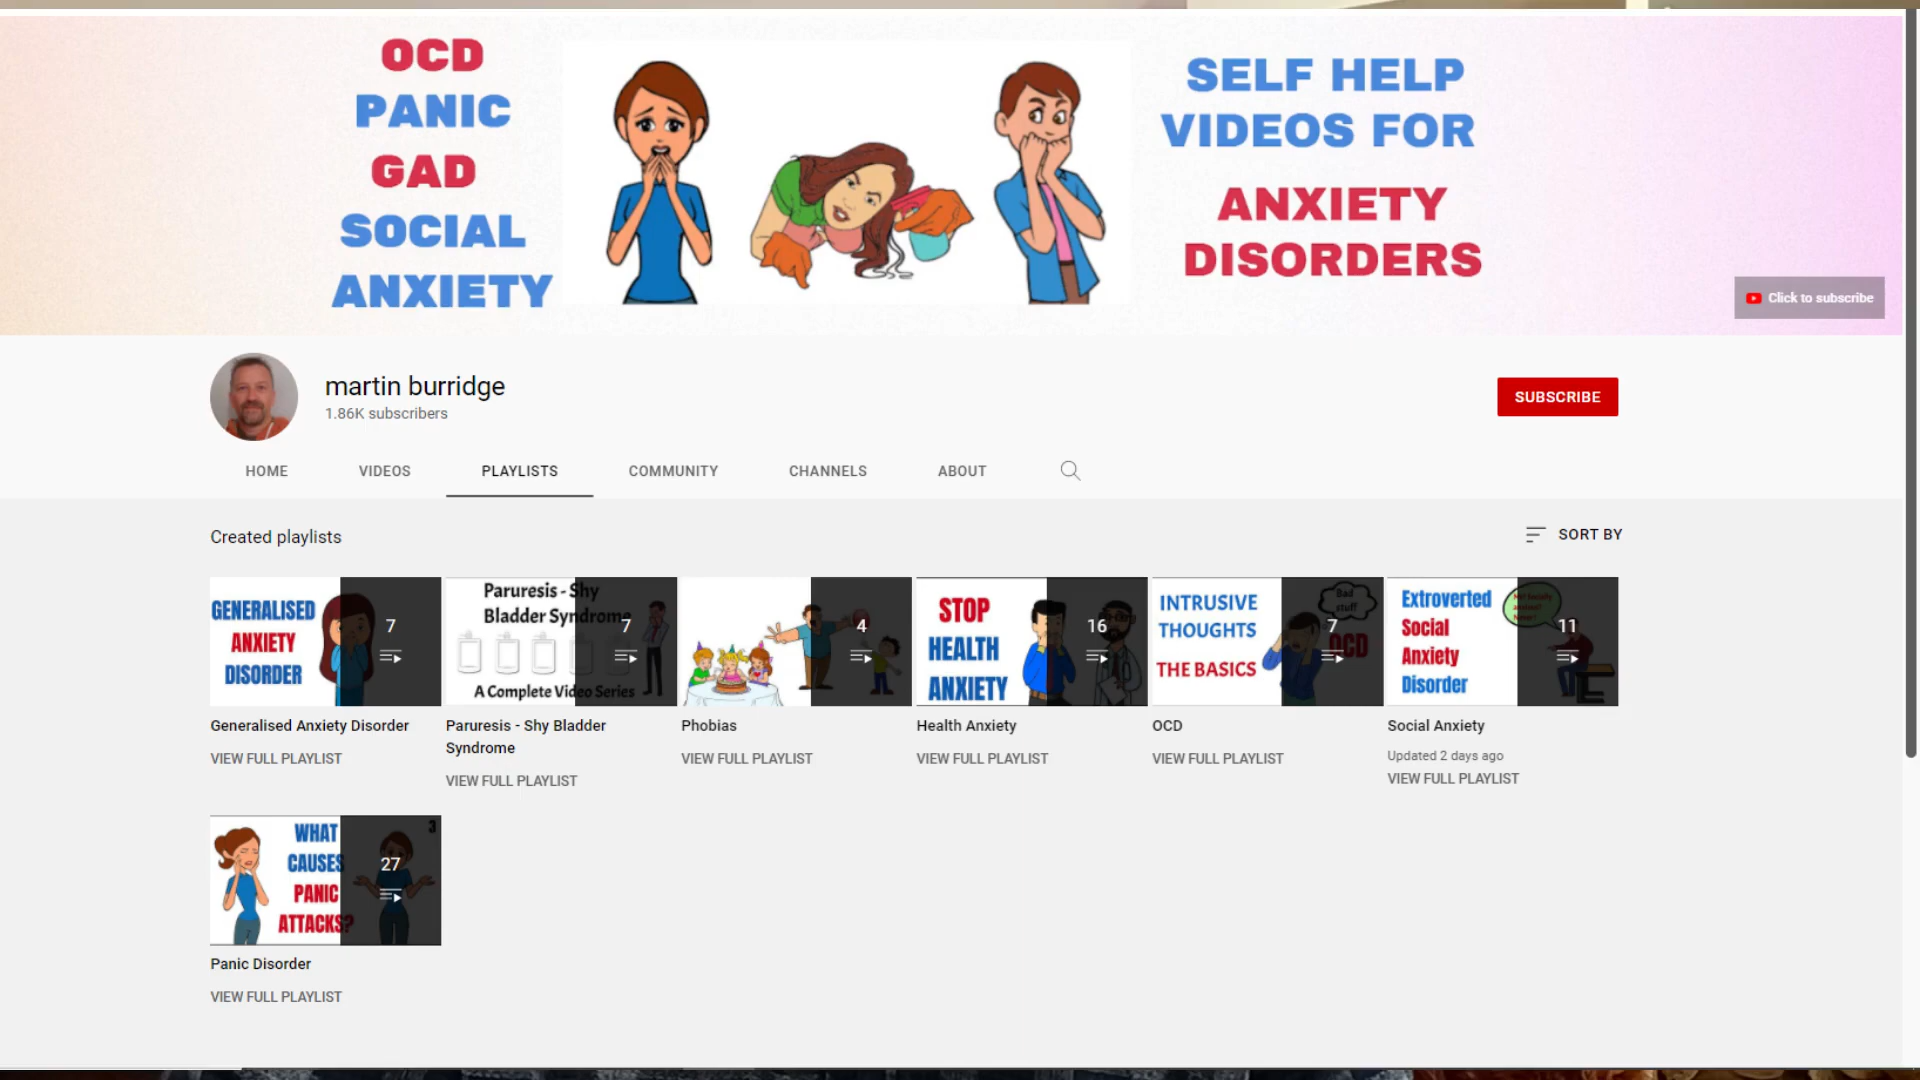 OCD
PANIC
GAD
SOCIAL
ANXIETY
SELF HELP
VIDEOS FOR
ANXIETY
DISORDERS
Click to subscribe
martin burridge
1.86K subscribers
SUBSCRIBE
HOME VIDEOS PLAYLISTS COMMUNITY CHANNELS ABOUT
Created playlists
SORT BY
GENERALISED
ANXIETY
DISORDER
7
Generalised Anxiety Disorder
VIEW FULL PLAYLIST
Paruresis - Shy
Bladder Syndrome
7
A Complete Video Series
Paruresis - Shy Bladder
Syndrome
VIEW FULL PLAYLIST
4
Phobias
VIEW FULL PLAYLIST
STOP
HEALTH
ANXIETY
16
Health Anxiety
VIEW FULL PLAYLIST
INTRUSIVE
THOUGHTS
THE BASICS
Bad
stuff
OCD
7
OCD
VIEW FULL PLAYLIST
Extroverted
Social
Anxiety
Disorder
11
Social Anxiety
Updated 2 days ago
VIEW FULL PLAYLIST
WHAT
CAUSES
PANIC
ATTACKS?
3
27
Panic Disorder
VIEW FULL PLAYLIST